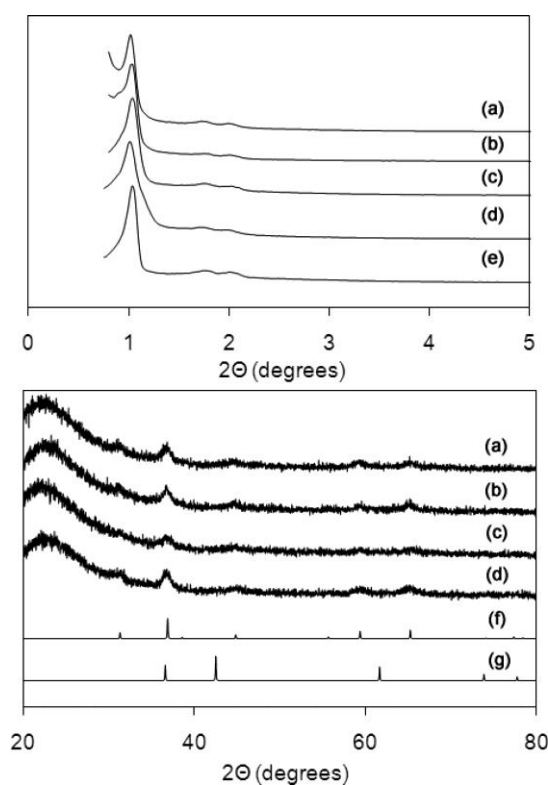 (a)
(b)
(c)
(d)
(e)
0 1 2 3 4 5
2Θ (degrees)
(a)
(b)
(c)
(d)
(f)
(g)
20 40 60 80
2Θ (degrees)